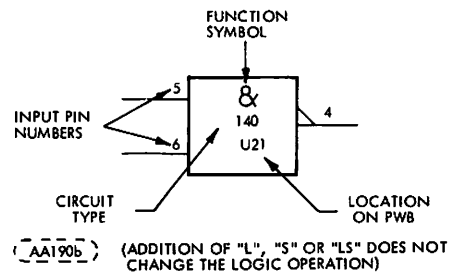 FUNCTION
SYMBOL
5
&
4
INPUT PIN
NUMBERS
140
6
U21
CIRCUIT
TYPE
LOCATION
ON PWB
AA190b
(ADDITION OF "L", "S" OR "LS" DOES NOT
CHANGE THE LOGIC OPERATION)